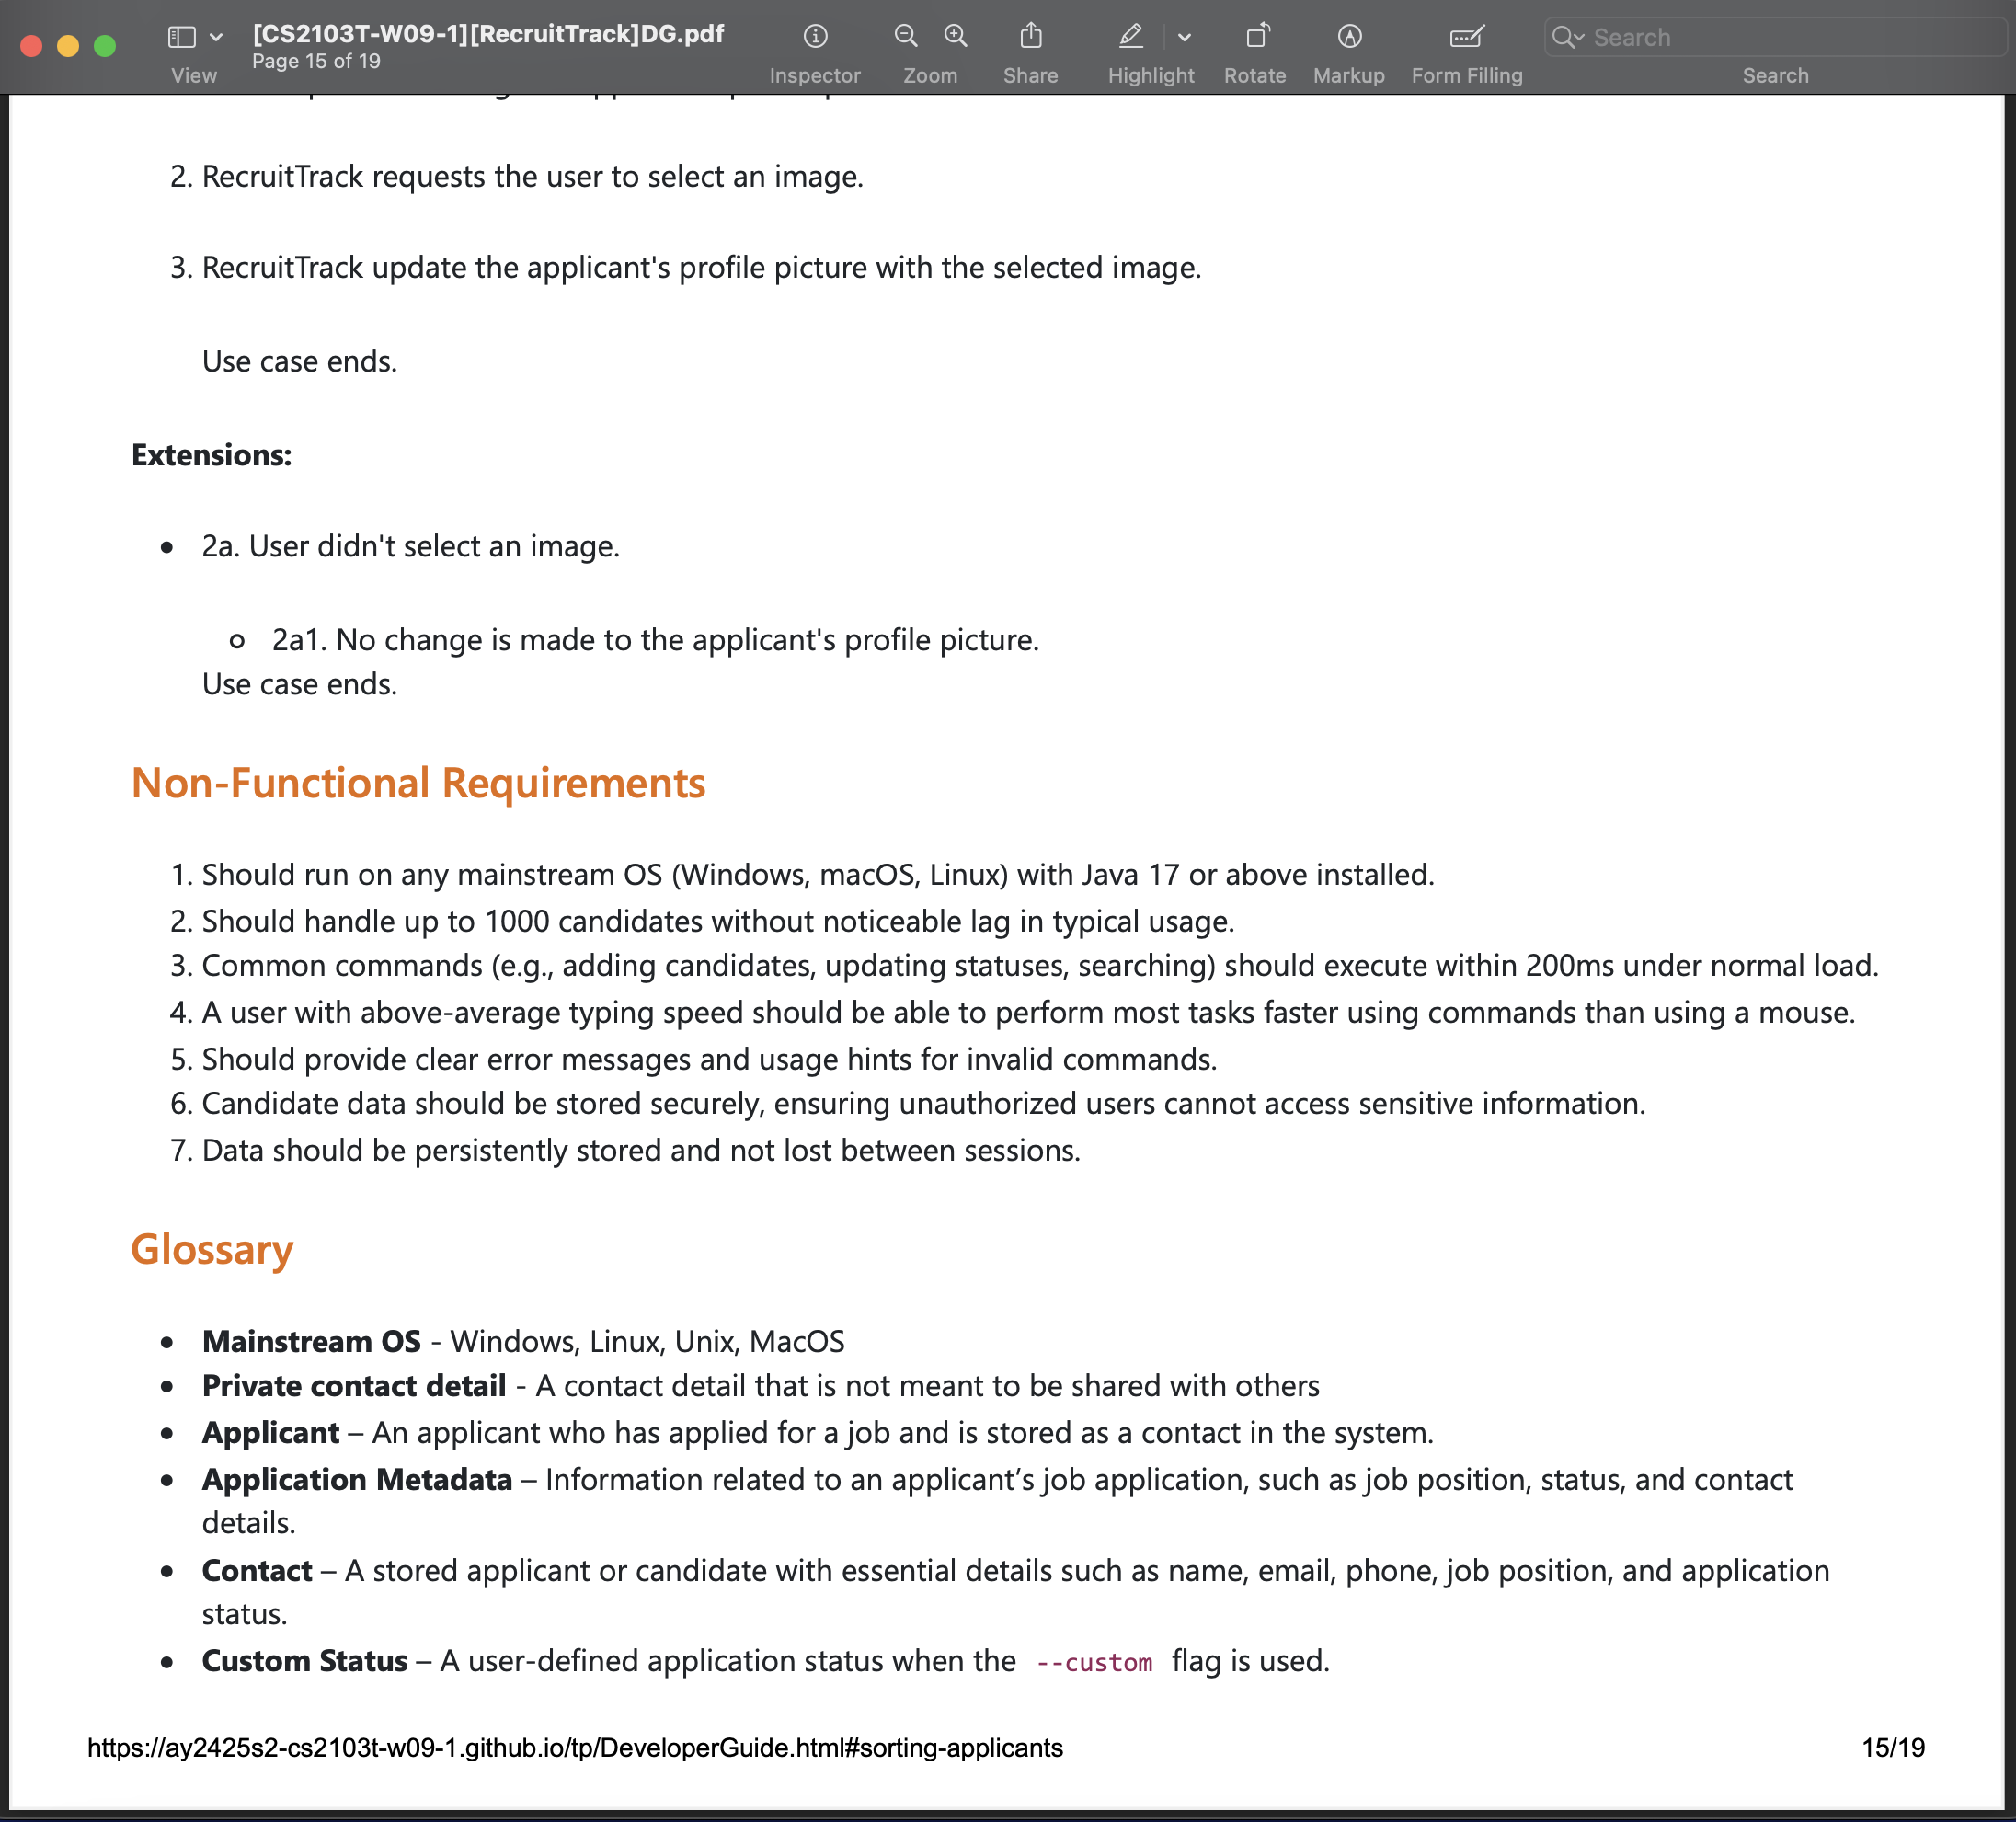 [CS2103T-W09-1][RecruitTrack]DG.pdf
Page 15 of 19
View
Inspector
Zoom
Share
Highlight
Rotate
Markup
Form Filling
Search
Search
2. RecruitTrack requests the user to select an image.
3. RecruitTrack update the applicant's profile picture with the selected image.
Use case ends.
Extensions:
• 2a. User didn't select an image.
○ 2a1. No change is made to the applicant's profile picture.
Use case ends.
Non-Functional Requirements
1. Should run on any mainstream OS (Windows, macOS, Linux) with Java 17 or above installed.
2. Should handle up to 1000 candidates without noticeable lag in typical usage.
3. Common commands (e.g., adding candidates, updating statuses, searching) should execute within 200ms under normal load.
4. A user with above-average typing speed should be able to perform most tasks faster using commands than using a mouse.
5. Should provide clear error messages and usage hints for invalid commands.
6. Candidate data should be stored securely, ensuring unauthorized users cannot access sensitive information.
7. Data should be persistently stored and not lost between sessions.
Glossary
• Mainstream OS - Windows, Linux, Unix, MacOS
• Private contact detail - A contact detail that is not meant to be shared with others
• Applicant – An applicant who has applied for a job and is stored as a contact in the system.
• Application Metadata – Information related to an applicant’s job application, such as job position, status, and contact
details.
• Contact – A stored applicant or candidate with essential details such as name, email, phone, job position, and application
status.
• Custom Status – A user-defined application status when the --custom flag is used.
https://ay2425s2-cs2103t-w09-1.github.io/tp/DeveloperGuide.html#sorting-applicants
15/19